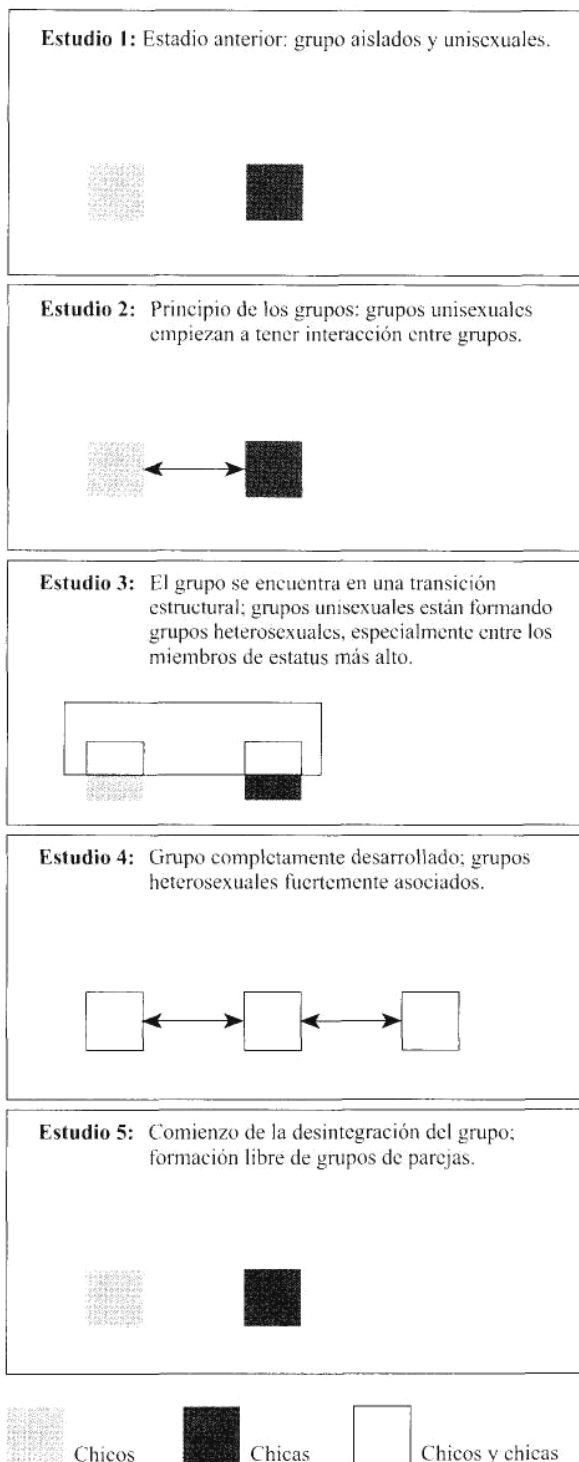 Estudio 1: Estadio anterior: grupo aislados y unisexuales.
Estudio 2: Principio de los grupos: grupos unisexuales
empiezan a tener interacción entre grupos.
Estudio 3: El grupo se encuentra en una transición
estructural; grupos unisexuales están formando
grupos heterosexuales, especialmente entre los
miembros de estatus más alto.
Estudio 4: Grupo completamente desarrollado; grupos
heterosexuales fuertemente asociados.
Estudio 5: Comienzo de la desintegración del grupo;
formación libre de grupos de parejas.
Chicos Chicas Chicos y chicas